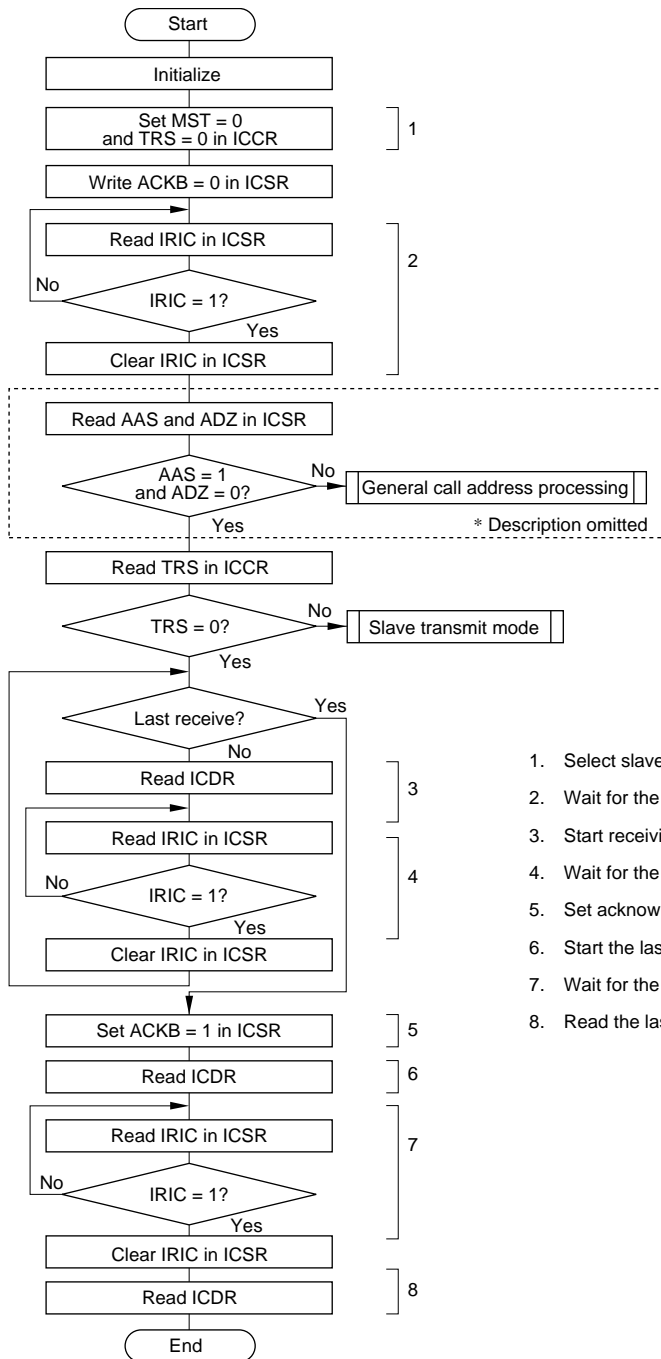 Start
Initialize
Set MST = 0
and TRS = 0 in ICCR
1
Write ACKB = 0 in ICSR
Read IRIC in ICSR
2
No
IRIC = 1?
Yes
Clear IRIC in ICSR
Read AAS and ADZ in ICSR
AAS = 1
and ADZ = 0?
No
General call address processing
Yes
* Description omitted
Read TRS in ICCR
TRS = 0?
No
Slave transmit mode
Yes
Last receive?
Yes
No
Read ICDR
3
Read IRIC in ICSR
4
No
IRIC = 1?
Yes
Clear IRIC in ICSR
1. Select slave
2. Wait for the
3. Start
4. Wait for the
5. Set
6. Start the
7. Wait for the
8. Read the
Set ACKB = 1 in ICSR
5
Read ICDR
6
Read IRIC in ICSR
7
No
IRIC = 1?
Yes
Clear IRIC in ICSR
Read ICDR
8
End